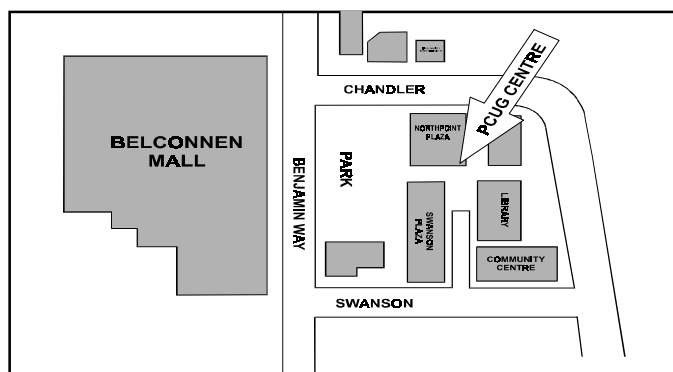 CHANDLER
PCUG CENTRE
NORTHPOINT
PLAZA
BELCONNEN
MALL
BENJAMIN WAY
PARK
SWANSON
PLAZA
LIBRARY
COMMUNITY
CENTRE
SWANSON